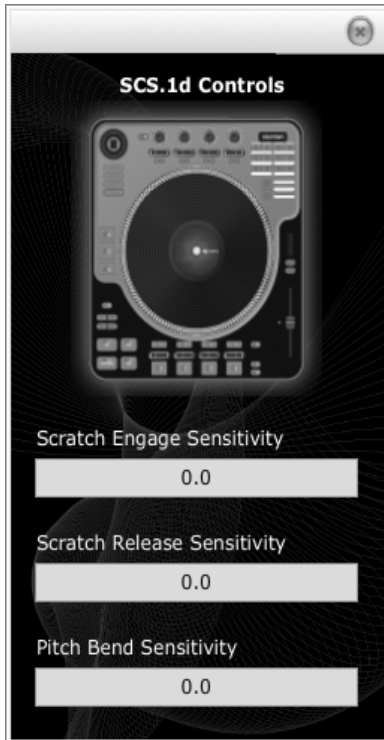 SCS.1d Controls
Scratch Engage Sensitivity
0.0
Scratch Release Sensitivity
0.0
Pitch Bend Sensitivity
0.0